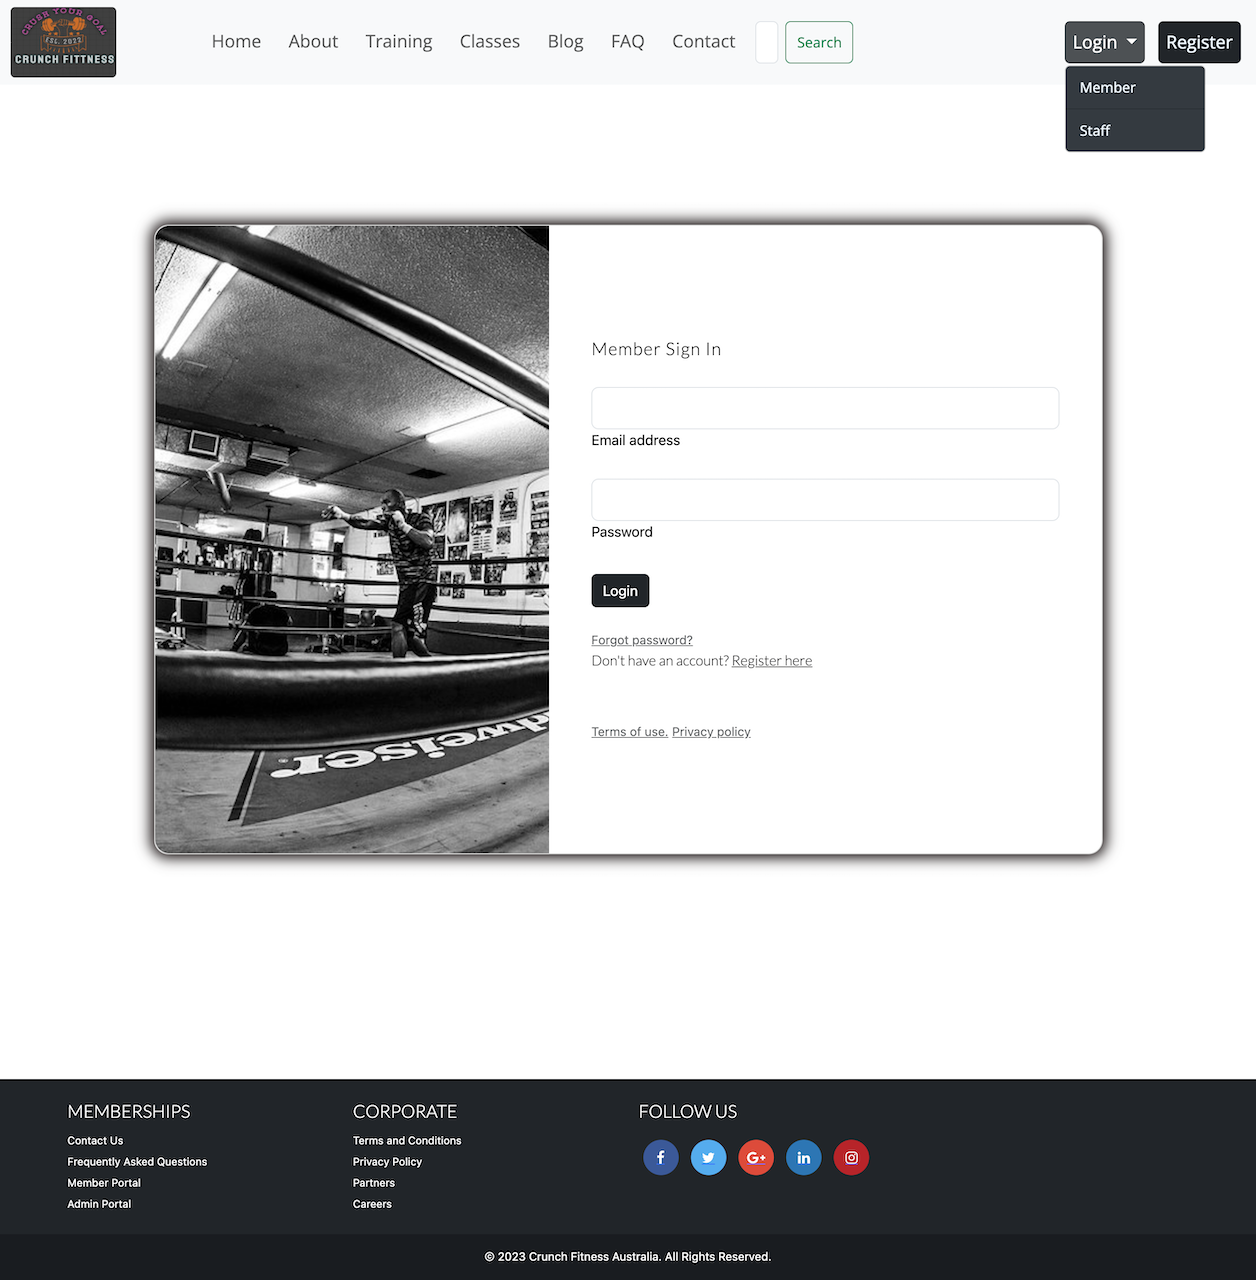 CRUSH YOUR GOAL
EST. 2022
CRUNCH FITTNESS
Home About Training Classes Blog FAQ Contact Search Login Register
Member
Staff
Member Sign In
Email address
Password
Login
Forgot password?
Don't have an account? Register here
dweiser
®
Terms of use. Privacy policy
MEMBERSHIPS
Contact Us
Frequently Asked Questions
Member Portal
Admin Portal
CORPORATE
Terms and Conditions
Privacy Policy
Partners
Careers
FOLLOW US
f
G+
in
© 2023 Crunch Fitness Australia. All Rights Reserved.